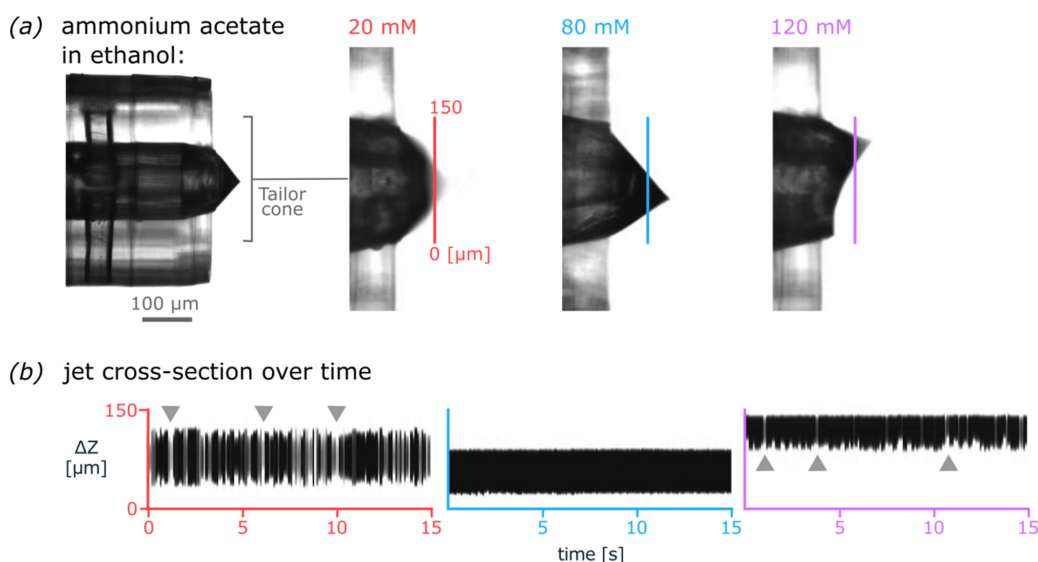 (a) ammonium acetate
in ethanol:
20 mM
80 mM
120 mM
150
Tailor
cone
0 [µm]
100 µm
(b) jet cross-section over time
150
ΔZ
[µm]
0
0 5 10 15
5 10 15
5 10 15
time [s]